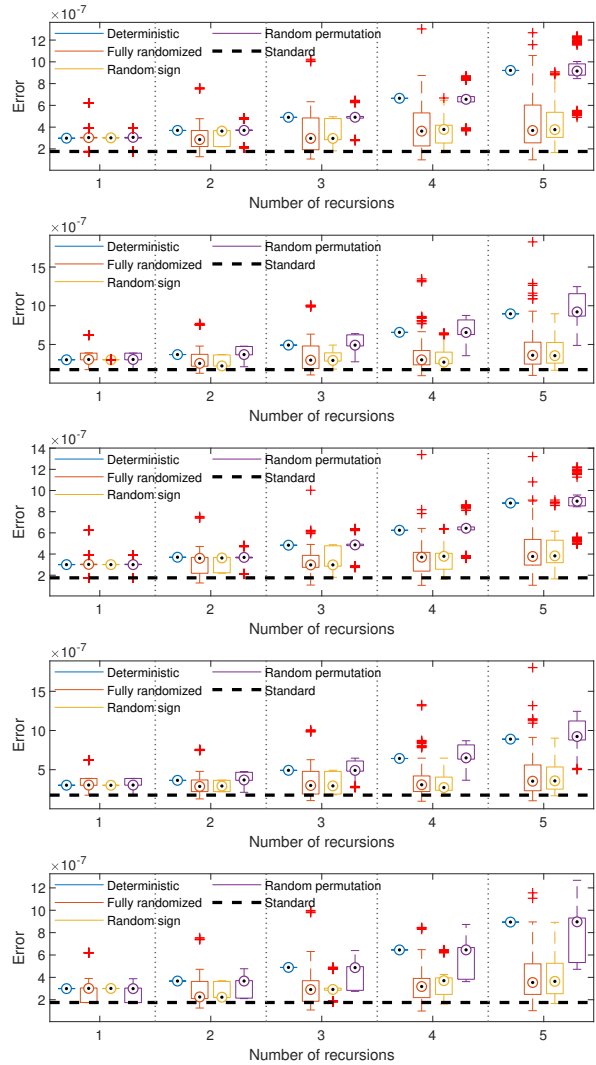 ×10-7
12
10
8
6
4
2
Error
Deterministic
Fully randomized
Random sign
Random permutation
Standard
1 2 3 4 5
Number of recursions
×10-7
15
10
5
Error
Deterministic
Fully randomized
Random sign
Random permutation
Standard
1 2 3 4 5
Number of recursions
×10-7
14
12
10
8
6
4
2
Error
Deterministic
Fully randomized
Random sign
Random permutation
Standard
1 2 3 4 5
Number of recursions
×10-7
15
10
5
Error
Deterministic
Fully randomized
Random sign
Random permutation
Standard
1 2 3 4 5
Number of recursions
×10-7
12
10
8
6
4
2
Error
Deterministic
Fully randomized
Random sign
Random permutation
Standard
1 2 3 4 5
Number of recursions